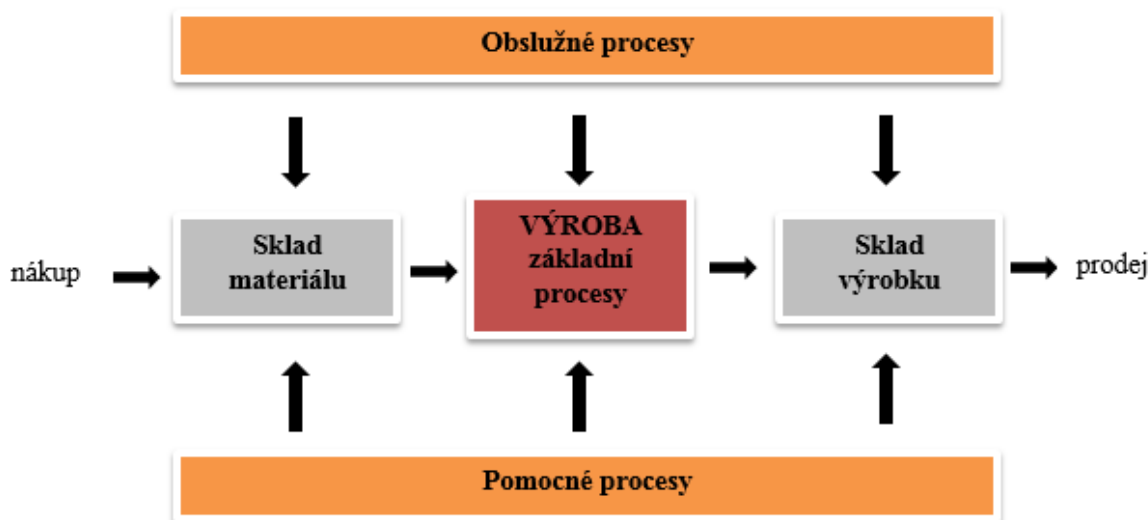 Obslužné procesy
nákup
Sklad
materiálu
VÝROBA
základní
procesy
Sklad
výrobku
prodej
Pomocné procesy